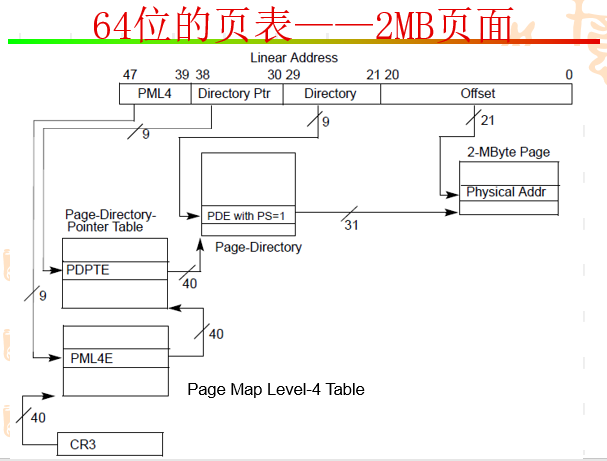 64位的页表——2MB页面
Linear Address
47 39 38 30 29 21 20 0
PML4 Directory Ptr Directory Offset
9 9 21
2-MByte Page
Physical Addr
PDE with PS=1
31
Page-Directory
Page-Directory-
Pointer Table
PDPTE
40
9
40
PML4E
Page Map Level-4 Table
40
CR3